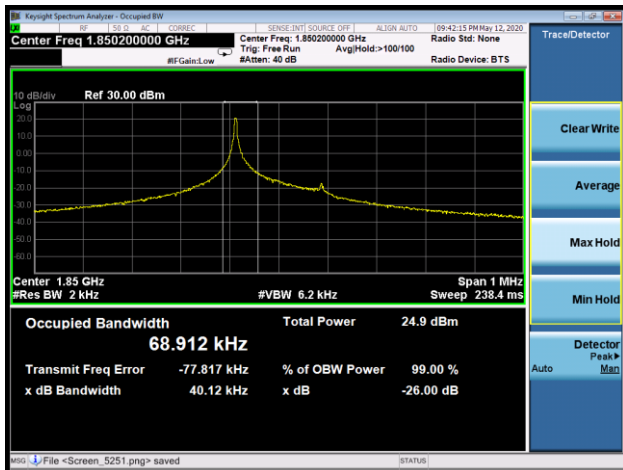 Keysight Spectrum Analyzer - Occupied BW
RF 50 Ω AC CORREC SENSE:INT SOURCE OFF ALIGN AUTO 09:42:15 PM May 12, 2020
Center Freq 1.850200000 GHz
Center Freq: 1.850200000 GHz
Radio Std: None
Trig: Free Run Avg|Hold:>100/100
#IFGain:Low #Atten: 40 dB Radio Device: BTS
10 dB/div Ref 30.00 dBm
Log
20.0
10.0
0.00
-10.0
-20.0
-30.0
-40.0
-50.0
-60.0
Center 1.85 GHz Span 1 MHz
#Res BW 2 kHz #VBW 6.2 kHz Sweep 238.4 ms
Occupied Bandwidth Total Power 24.9 dBm
68.912 kHz
Transmit Freq Error -77.817 kHz % of OBW Power 99.00 %
x dB Bandwidth 40.12 kHz x dB -26.00 dB
MSG File <Screen_5251.png> saved STATUS
Trace/Detector
Clear Write
Average
Max Hold
Min Hold
Detector
Peak▶
Auto Man